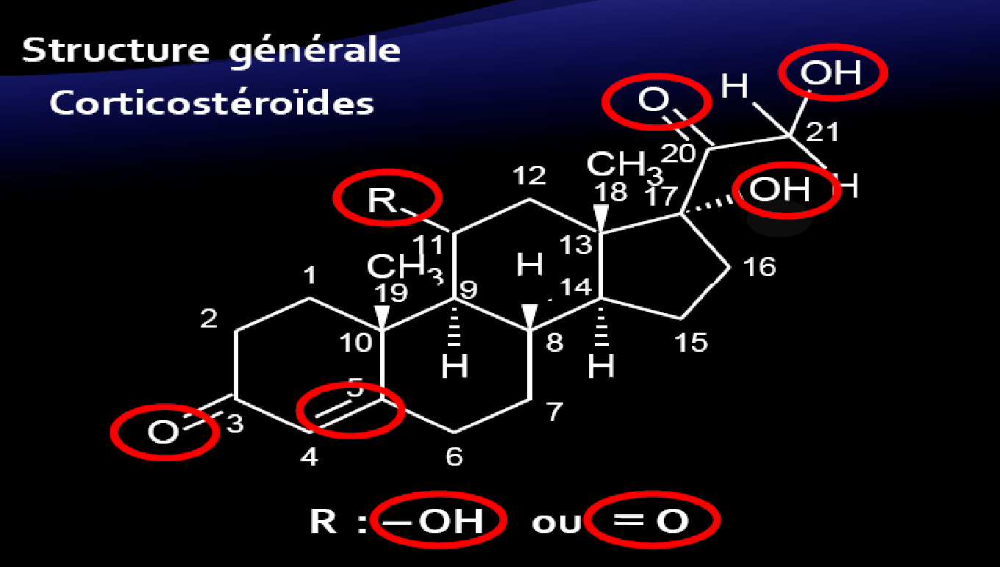 Structure générale
Corticostéroïdes
OH
H
O
21
20
CH3
12
18
17
OH
H
R
11
13
CH3
H
16
1
19
9
14
2
10
8
15
H
H
5
7
O
3
4
6
R : –OH ou =O